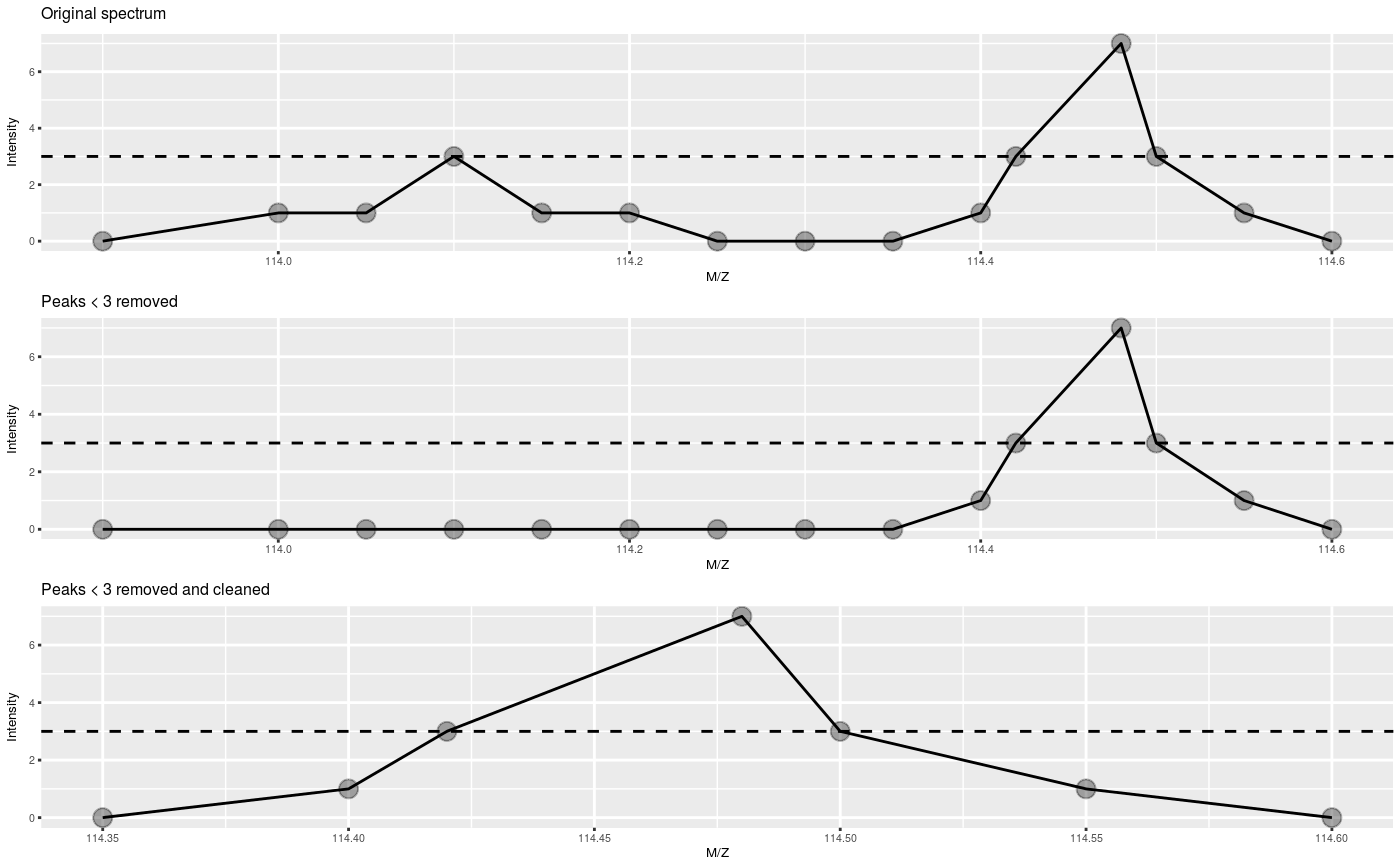 Original spectrum
Intensity
6
4
2
0
114.0 114.2 114.4 114.6
M/Z
Peaks < 3 removed
Intensity
6
4
2
0
114.0 114.2 114.4 114.6
M/Z
Peaks < 3 removed and cleaned
Intensity
6
4
2
0
114.35 114.40 114.45 114.50 114.55 114.60
M/Z